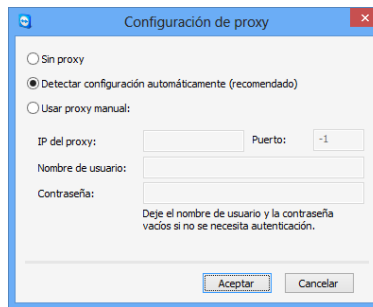 Configuración de proxy
Sin proxy
Detectar configuración automáticamente (recomendado)
Usar proxy manual:
IP del proxy: Puerto: -1
Nombre de usuario:
Contraseña:
Deje el nombre de usuario y la contraseña
vacíos si no se necesita autenticación.
Aceptar Cancelar